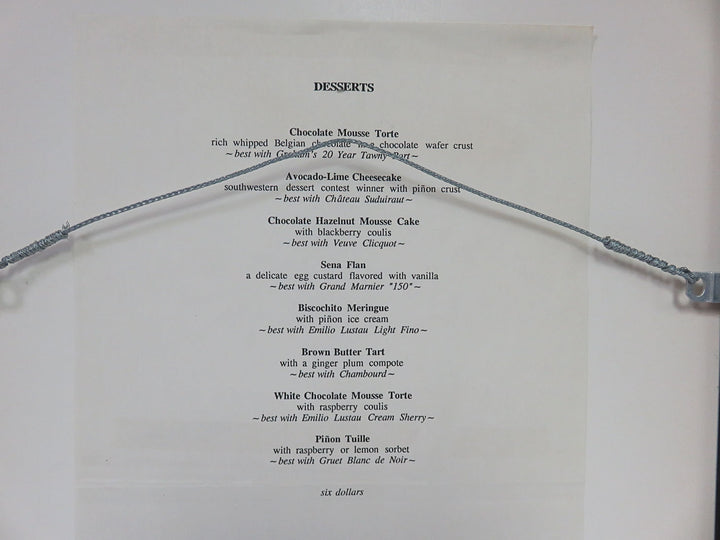 DESSERTS
Chocolate Mousse Torte
rich whipped Belgian chocolate chocolate wafer crust
~best with Graham's 20 Year Tawny Port~
Avocado-Lime Cheesecake
southwestern dessert contest winner with piñon crust
~best with Château Suduiraut~
Chocolate Hazelnut Mousse Cake
with blackberry coulis
~best with Veuve Clicquot~
Sena Flan
a delicate egg custard flavored with vanilla
~best with Grand Marnier "150"~
Biscochito Meringue
with piñon ice cream
~best with Emilio Lustau Light Fino~
Brown Butter Tart
with a ginger plum compote
~best with Chambourd~
White Chocolate Mousse Torte
with raspberry coulis
~best with Emilio Lustau Cream Sherry~
Piñon Tuille
with raspberry or lemon sorbet
~best with Gruet Blanc de Noir~
six dollars